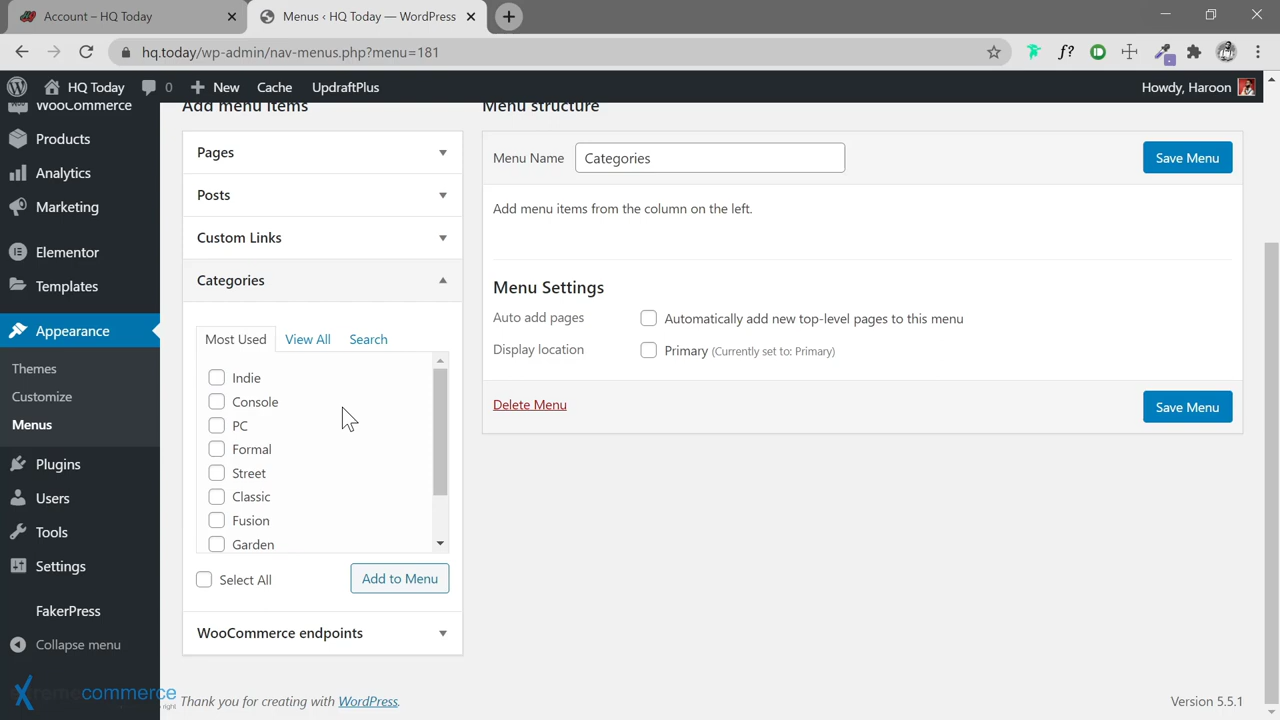 Account – HQ Today
Menus ‹ HQ Today — WordPress
hq.today/wp-admin/nav-menus.php?menu=181
f?
HQ Today
0
New
Cache
UpdraftPlus
Howdy, Haroon
WooCommerce
Products
Analytics
Marketing
Elementor
Templates
Appearance
Themes
Customize
Menus
Plugins
Users
Tools
Settings
FakerPress
Collapse menu
Add menu items
Pages
Posts
Custom Links
Categories
Most Used
View All
Search
Indie
Console
PC
Formal
Street
Classic
Fusion
Garden
Select All
Add to Menu
WooCommerce endpoints
Menu structure
Menu Name
Categories
Save Menu
Add menu items from the column on the left.
Menu Settings
Auto add pages
Automatically add new top-level pages to this menu
Display location
Primary (Currently set to: Primary)
Delete Menu
Save Menu
Thank you for creating with WordPress.
Version 5.5.1
xtremecommerce